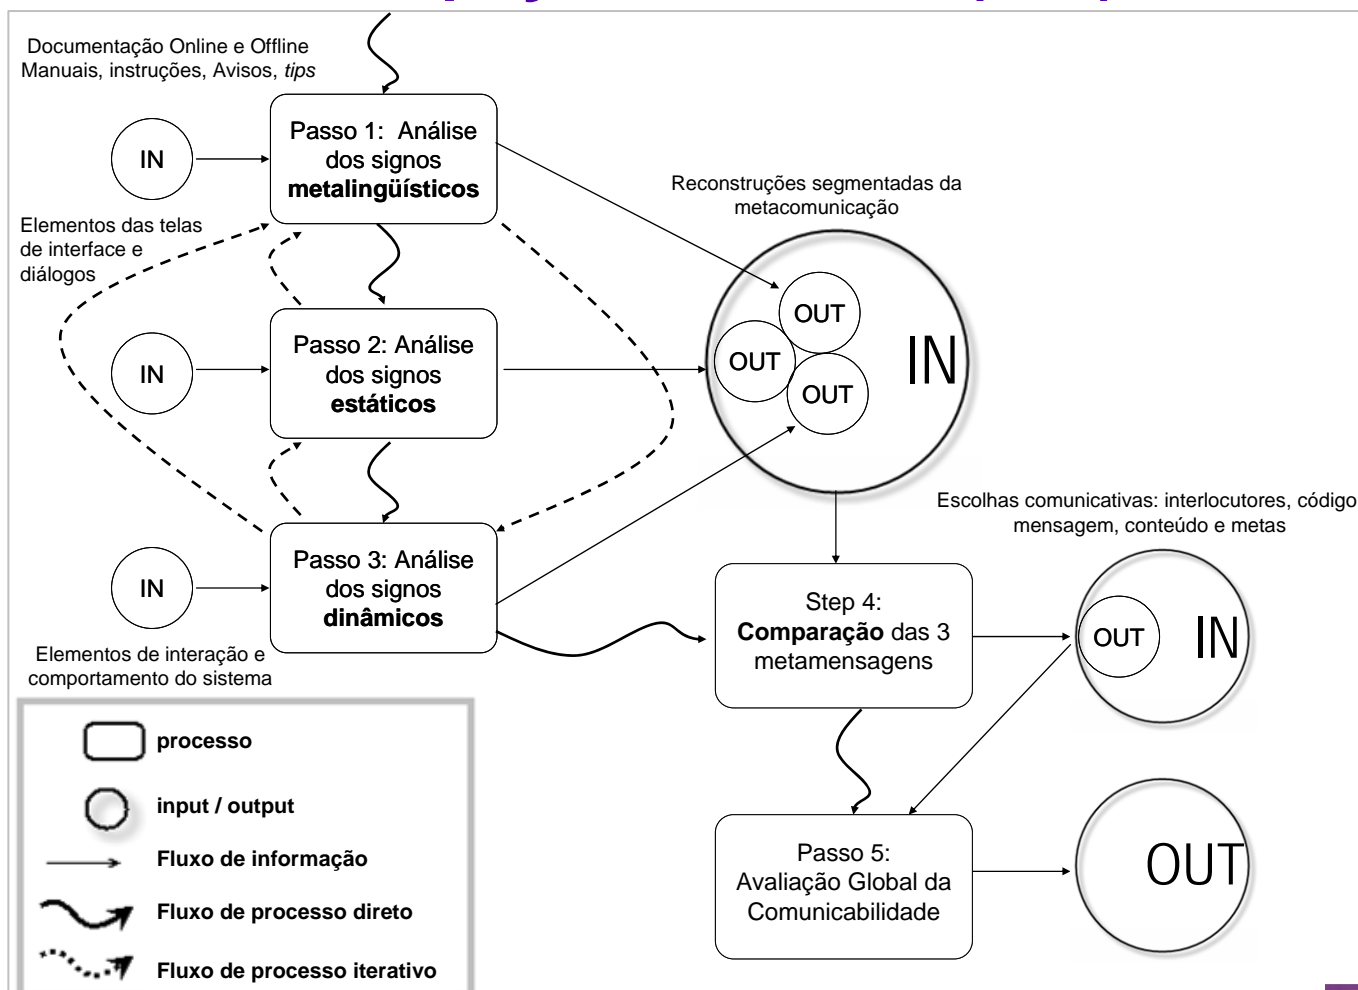 Documentação Online e Offline
Manuais, instruções, Avisos, tips
IN
Passo 1: Análise
dos signos
metalingüísticos
Elementos das telas
de interface e
diálogos
IN
Passo 2: Análise
dos signos
estáticos
IN
Passo 3: Análise
dos signos
dinâmicos
Elementos de interação e
comportamento do sistema
Reconstruções segmentadas da
metacomunicação
OUT
OUT
OUT
IN
Step 4:
Comparação das 3
metamensagens
Escolhas comunicativas: interlocutores, código
mensagem, conteúdo e metas
OUT
IN
Passo 5:
Avaliação Global da
Comunicabilidade
OUT
processo
input / output
Fluxo de informação
Fluxo de processo direto
Fluxo de processo iterativo